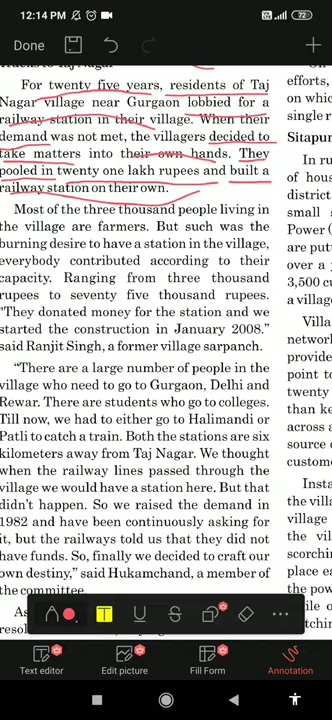 12:14 PM
72
Done
For twenty five years, residents of Taj
Nagar village near Gurgaon lobbied for a
railway station in their village. When their
demand was not met, the villagers decided to
take matters into their own hands. They
pooled in twenty one lakh rupees and built a
railway station on their own.
Most of the three thousand people living in
the village are farmers. But such was the
burning desire to have a station in the village,
everybody contributed according to their
capacity. Ranging from three thousand
rupees to seventy five thousand rupees.
"They donated money for the station and we
started the construction in January 2008."
said Ranjit Singh, a former village sarpanch.
"There are a large number of people in the
village who need to go to Gurgaon, Delhi and
Rewar. There are students who go to colleges.
Till now, we had to either go to Halimandi or
Patli to catch a train. Both the stations are six
kilometers away from Taj Nagar. We thought
when the railway lines passed through the
village we would have a station here. But that
didn't happen. So we raised the demand in
1982 and have been continuously asking for
it, but the railways told us that they did not
have funds. So, finally we decided to craft our
own destiny," said Hukamchand, a member of
the committee.
As
efforts,
on which
single r
Sitapur
In ru
of hous
district
small s
Power (
are putt
over a
3,500 cu
a village
Villa
network
provide
point to
twenty
than ke
across a
source o
custome
Insta
the vill
village
the vil
scorchin
place ea
the pow
T
Text editor
Edit picture
Fill Form
Annotation